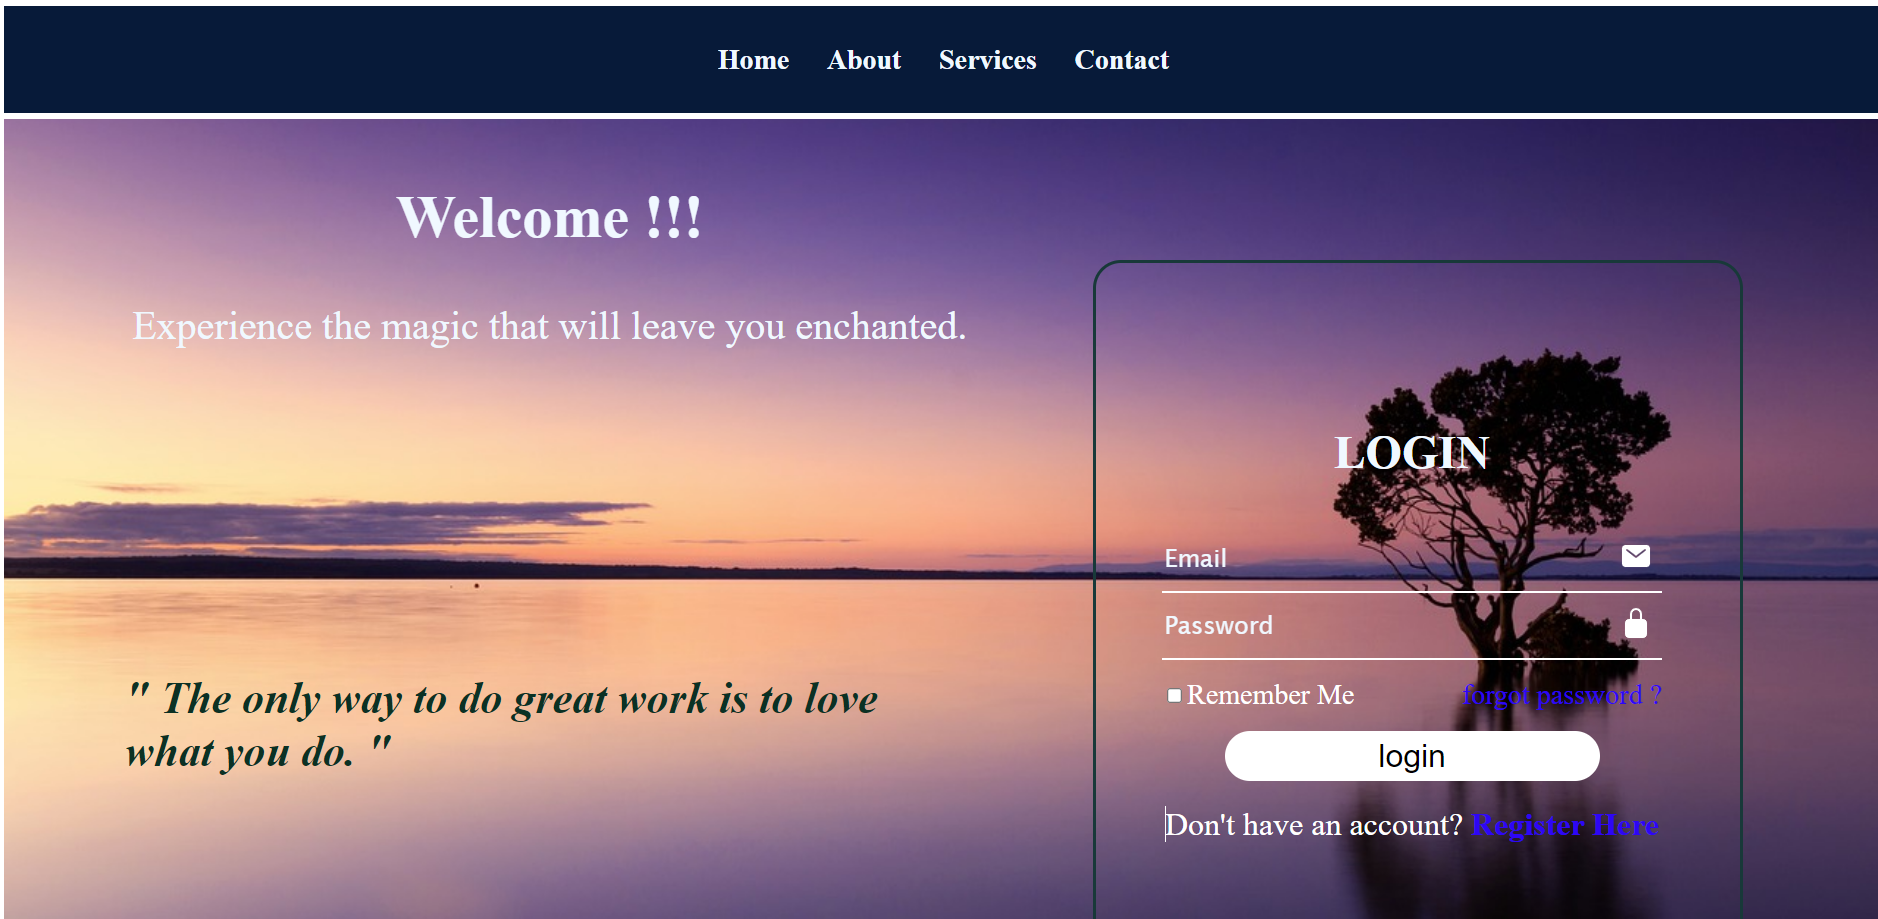 Home About Services Contact
Welcome !!!
Experience the magic that will leave you enchanted.
" The only way to do great work is to love
what you do. "
LOGIN
Email
Password
Remember Me forgot password ?
login
Don't have an account? Register Here